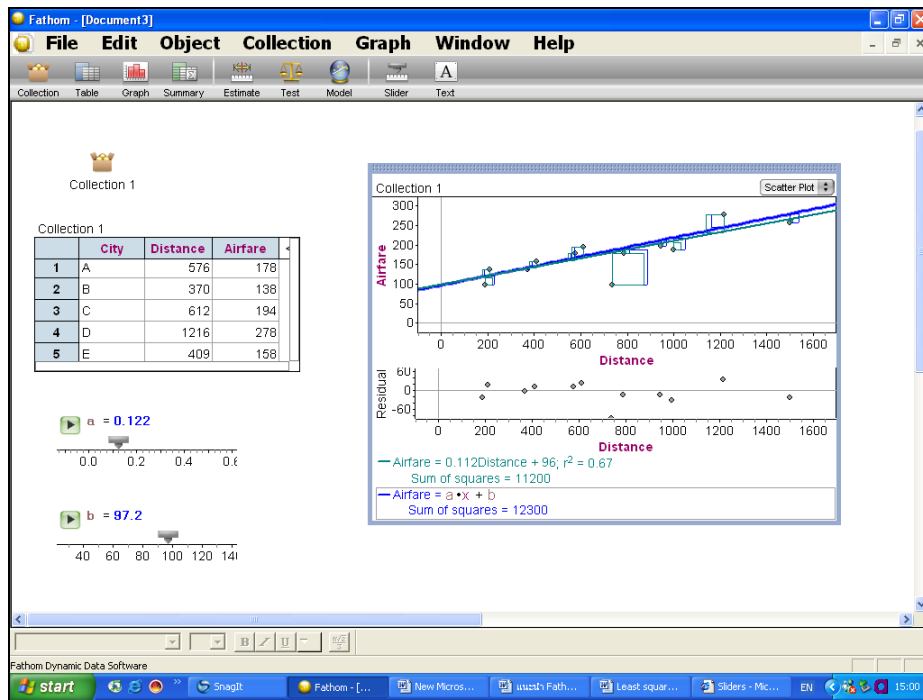 Fathom - [Document3]
File Edit Object Collection Graph Window Help
Collection Table Graph Summary Estimate Test Model Slider Text
Collection 1
Collection 1
City Distance Airfare
1 A 576 178
2 B 370 138
3 C 612 194
4 D 1216 278
5 E 409 158
a = 0.122
0.0 0.2 0.4 0.6
b = 97.2
40 60 80 100 120 140
Collection 1 Scatter Plot
Airfare
300
250
200
150
100
50
0
0 200 400 600 800 1000 1200 1400 1600
Distance
Residual
60
0
-60
0 200 400 600 800 1000 1200 1400 1600
Distance
Airfare = 0.112Distance + 96; r² = 0.67
Sum of squares = 11200
Airfare = a•x + b
Sum of squares = 12300
B I U
Fathom Dynamic Data Software
start SnagIt Fathom - [... New Micros... แนะนำ Fath... Least squar... Sliders - Mic... EN